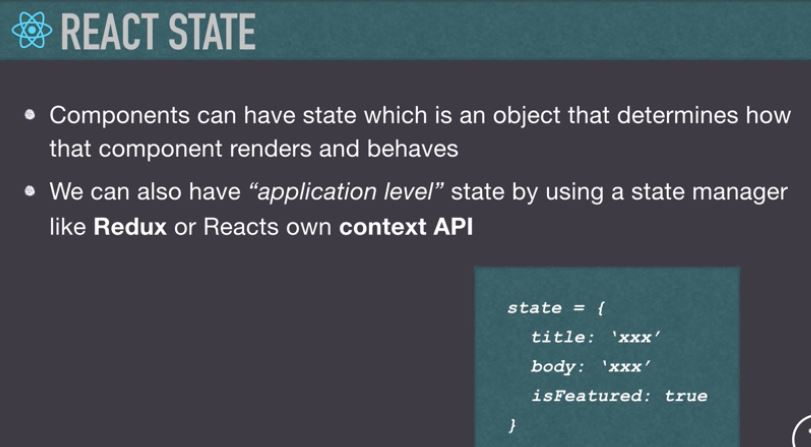 REACT STATE
• Components can have state which is an object that determines how
that component renders and behaves
• We can also have “application level” state by using a state manager
like Redux or Reacts own context API
state = {
title: ‘xxx’
body: ‘xxx’
isFeatured: true
}